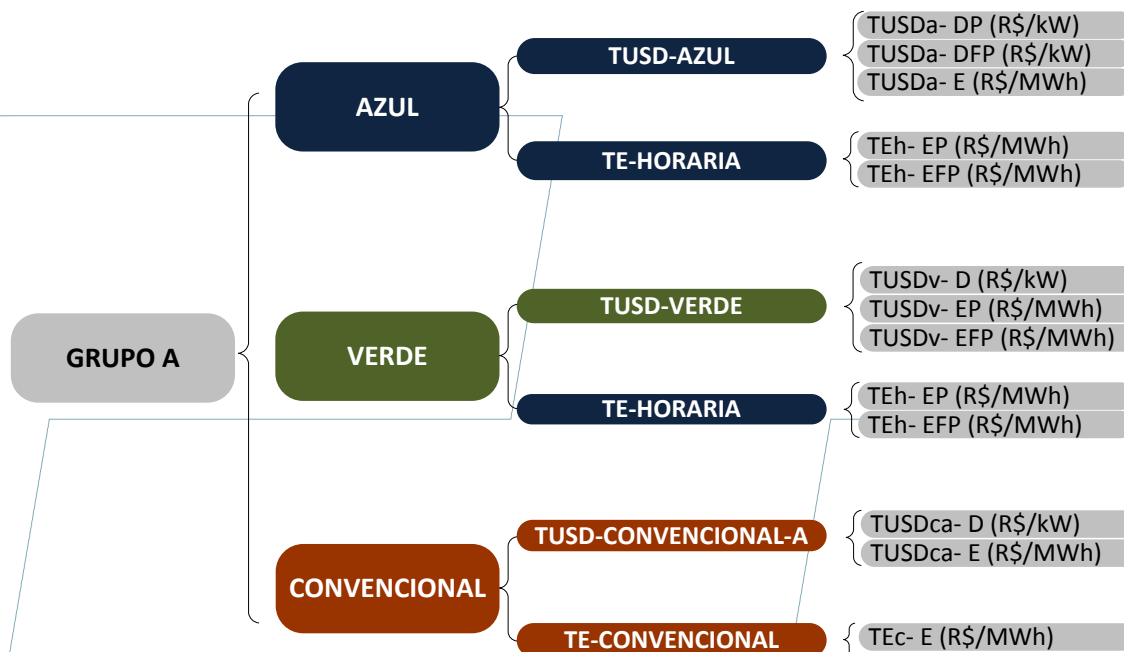 GRUPO A
AZUL
TUSD-AZUL
TUSDa- DP (R$/kW)
TUSDa- DFP (R$/kW)
TUSDa- E (R$/MWh)
TE-HORARIA
TEh- EP (R$/MWh)
TEh- EFP (R$/MWh)
VERDE
TUSD-VERDE
TUSDv- D (R$/kW)
TUSDv- EP (R$/MWh)
TUSDv- EFP (R$/MWh)
TE-HORARIA
TEh- EP (R$/MWh)
TEh- EFP (R$/MWh)
CONVENCIONAL
TUSD-CONVENCIONAL-A
TUSDca- D (R$/kW)
TUSDca- E (R$/MWh)
TE-CONVENCIONAL
TEc- E (R$/MWh)